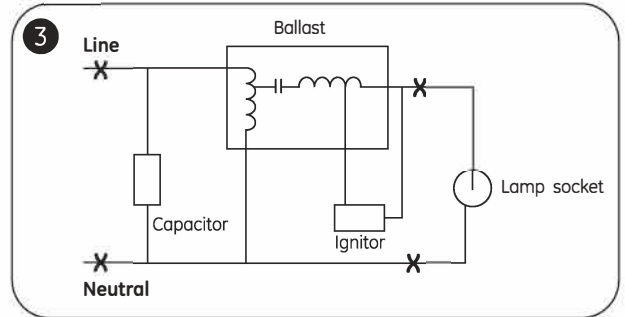 3
Ballast
Line
Lamp socket
Capacitor
Ignitor
Neutral